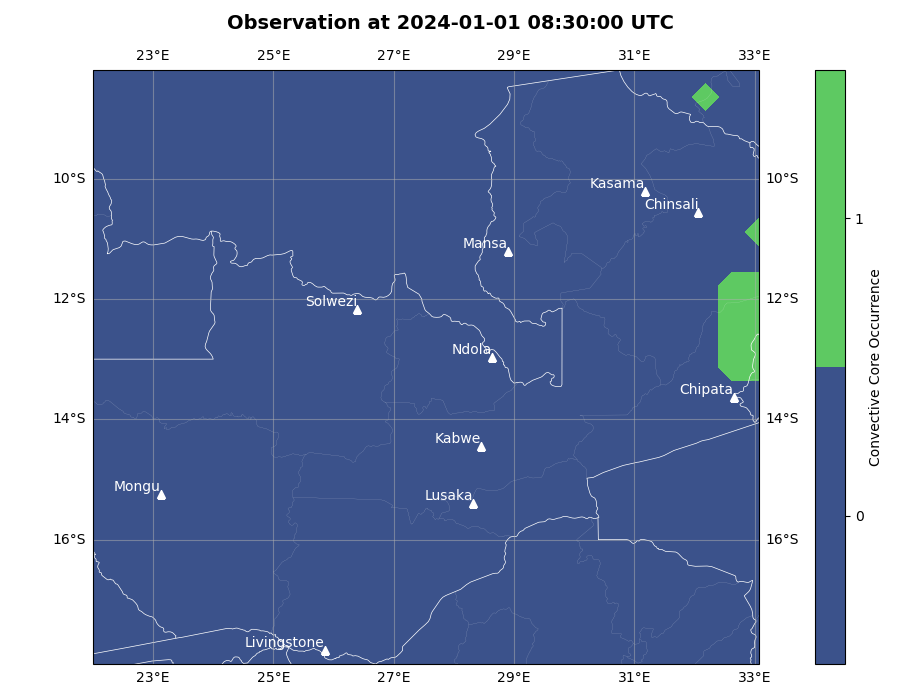 Observation at 2024-01-01 08:30:00 UTC
23°E 25°E 27°E 29°E 31°E 33°E
10°S 10°S
Kasama
Chinsali
Mansa
12°S 12°S
Solwezi
Ndola
Chipata
14°S 14°S
Kabwe
Mongu
Lusaka
16°S 16°S
Livingstone
23°E 25°E 27°E 29°E 31°E 33°E
1
0
Convective Core Occurrence